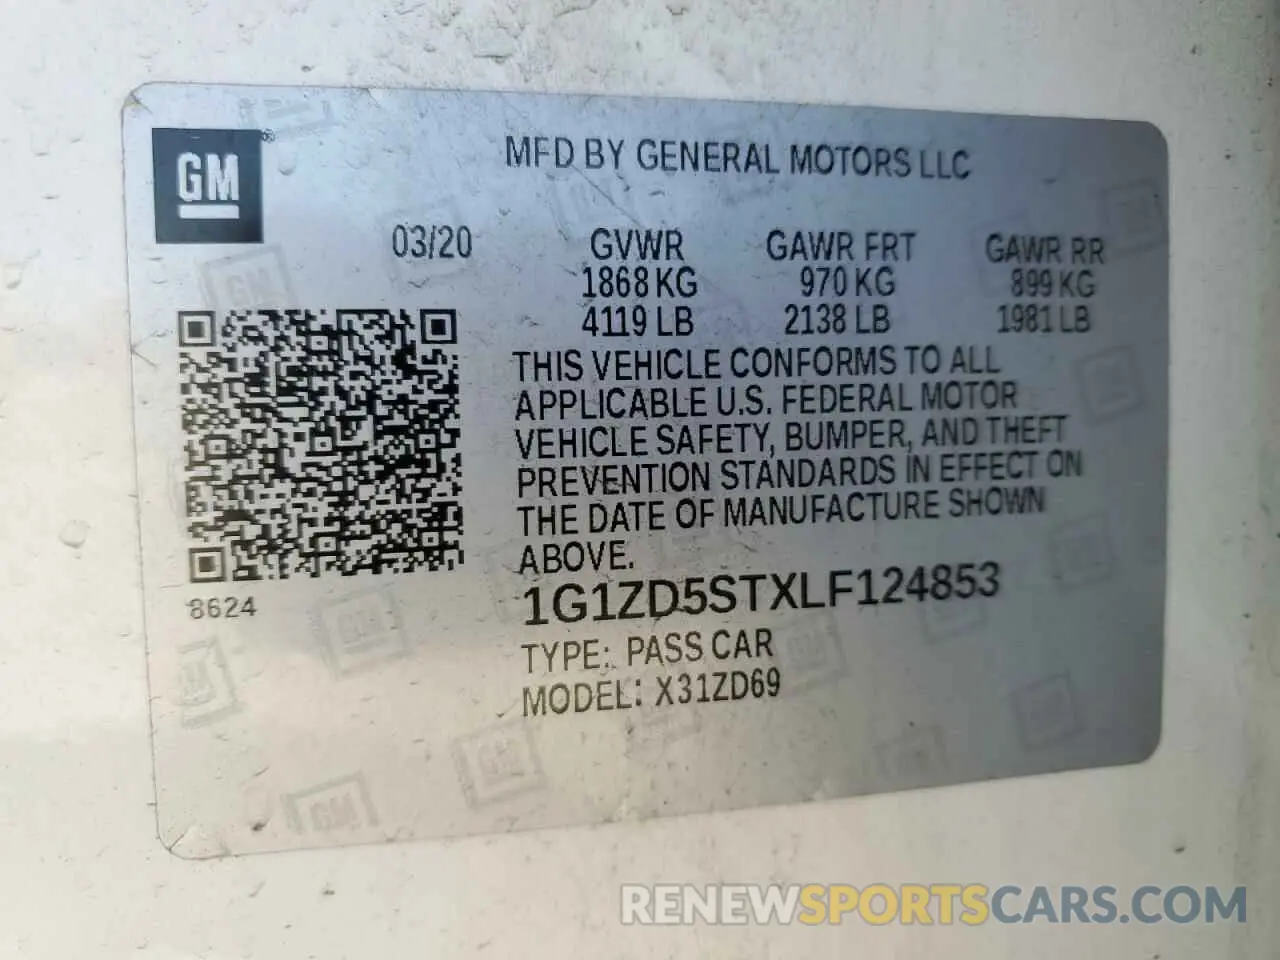 GM®
MFD BY GENERAL MOTORS LLC
03/20 GVWR GAWR FRT GAWR RR
1868 KG 970 KG 899 KG
4119 LB 2138 LB 1981 LB
THIS VEHICLE CONFORMS TO ALL
APPLICABLE U.S. FEDERAL MOTOR
VEHICLE SAFETY, BUMPER, AND THEFT
PREVENTION STANDARDS IN EFFECT ON
THE DATE OF MANUFACTURE SHOWN
ABOVE.
8624
1G1ZD5STXLF124853
TYPE: PASS CAR
MODEL: X31ZD69
RENEWSPORTSCARS.COM